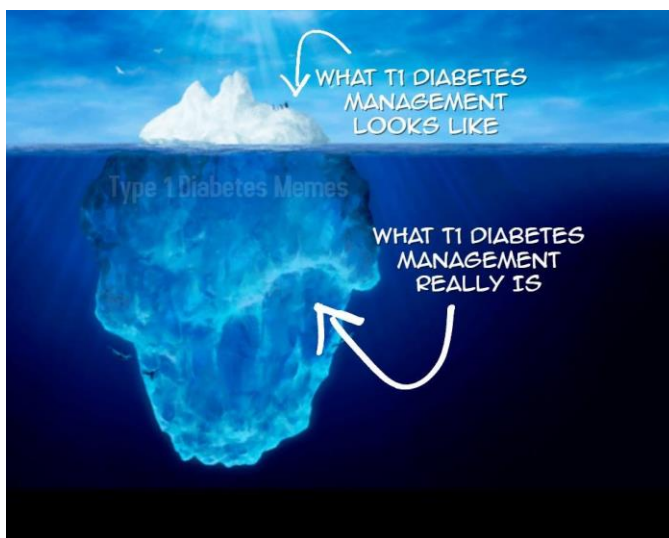 WHAT T1 DIABETES
MANAGEMENT
LOOKS LIKE
Type 1 Diabetes Memes
WHAT T1 DIABETES
MANAGEMENT
REALLY IS